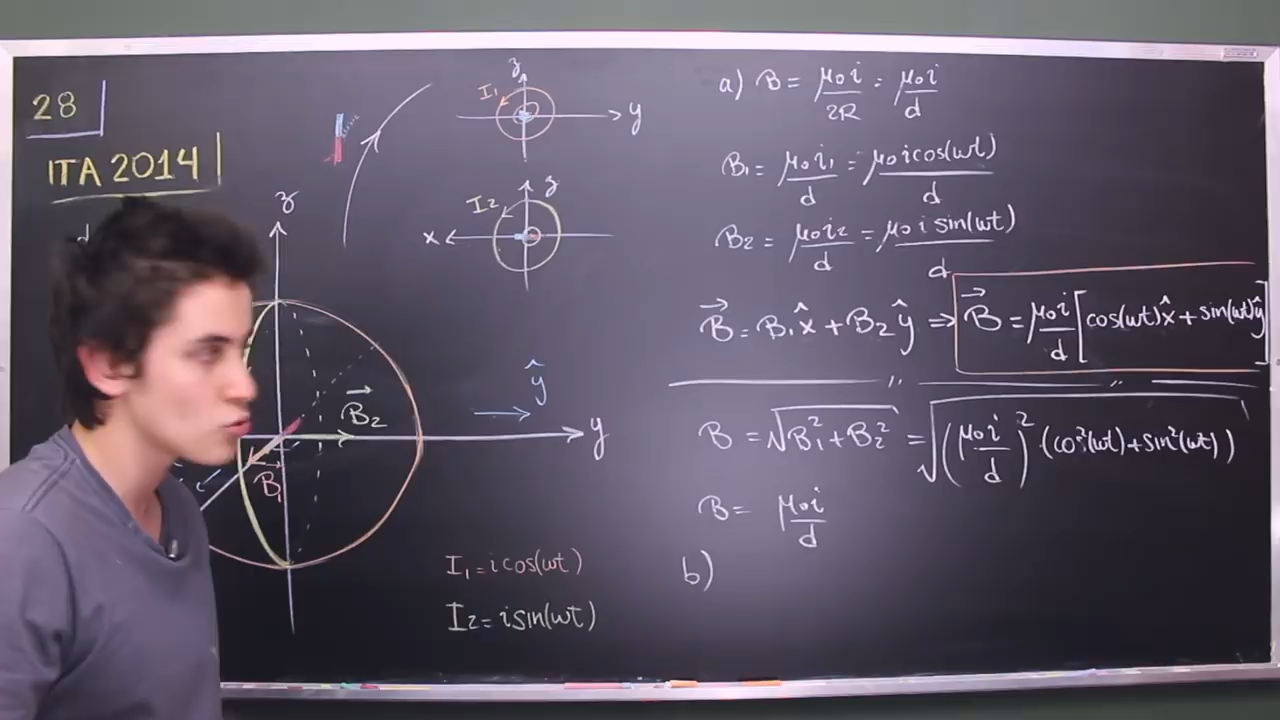 28
ITA 2014
d
z
y
B₂
B₁
ŷ
z
I₁
y
z
I₂
x
I₁ = i cos(ωt)
I₂ = i sin(ωt)
a) B = μ₀i/2R = μ₀i/d
B₁ = μ₀i₁/d = μ₀i cos(ωt)/d
B₂ = μ₀i₂/d = μ₀i sin(ωt)/d
B⃗ = B₁x̂ + B₂ŷ ⇒ B⃗ = μ₀i/d [cos(ωt)x̂ + sin(ωt)ŷ]
B = √(B₁² + B₂²) = √((μ₀i/d)² (cos²(ωt) + sin²(ωt)))
B = μ₀i/d
b)